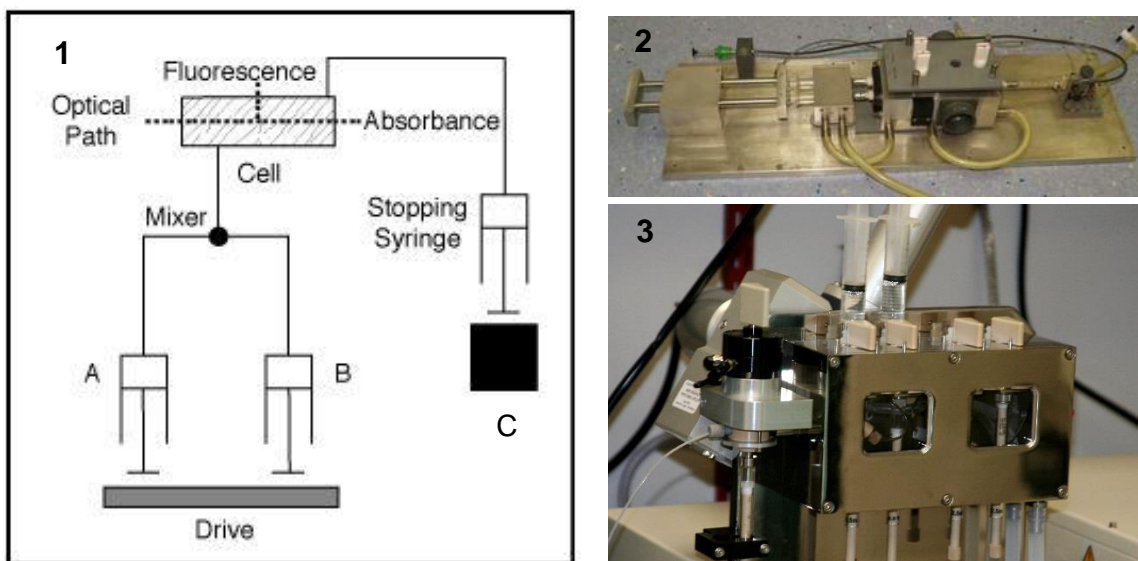 1
Fluorescence
Optical
Path
Absorbance
Cell
Mixer
Stopping
Syringe
A
B
C
Drive
2
3